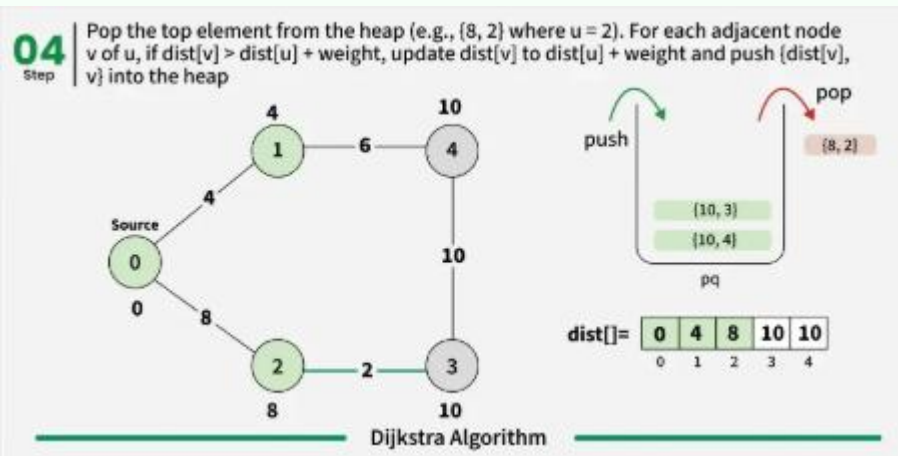 04
Step
Pop the top element from the heap (e.g., {8, 2} where u = 2). For each adjacent node
v of u, if dist[v] > dist[u] + weight, update dist[v] to dist[u] + weight and push {dist[v],
v} into the heap
4
10
1
6
4
4
Source
0
0
10
8
2
2
3
8
10
push
pop
{8, 2}
{10, 3}
{10, 4}
pq
dist[]= 0 4 8 10 10
0 1 2 3 4
Dijkstra Algorithm